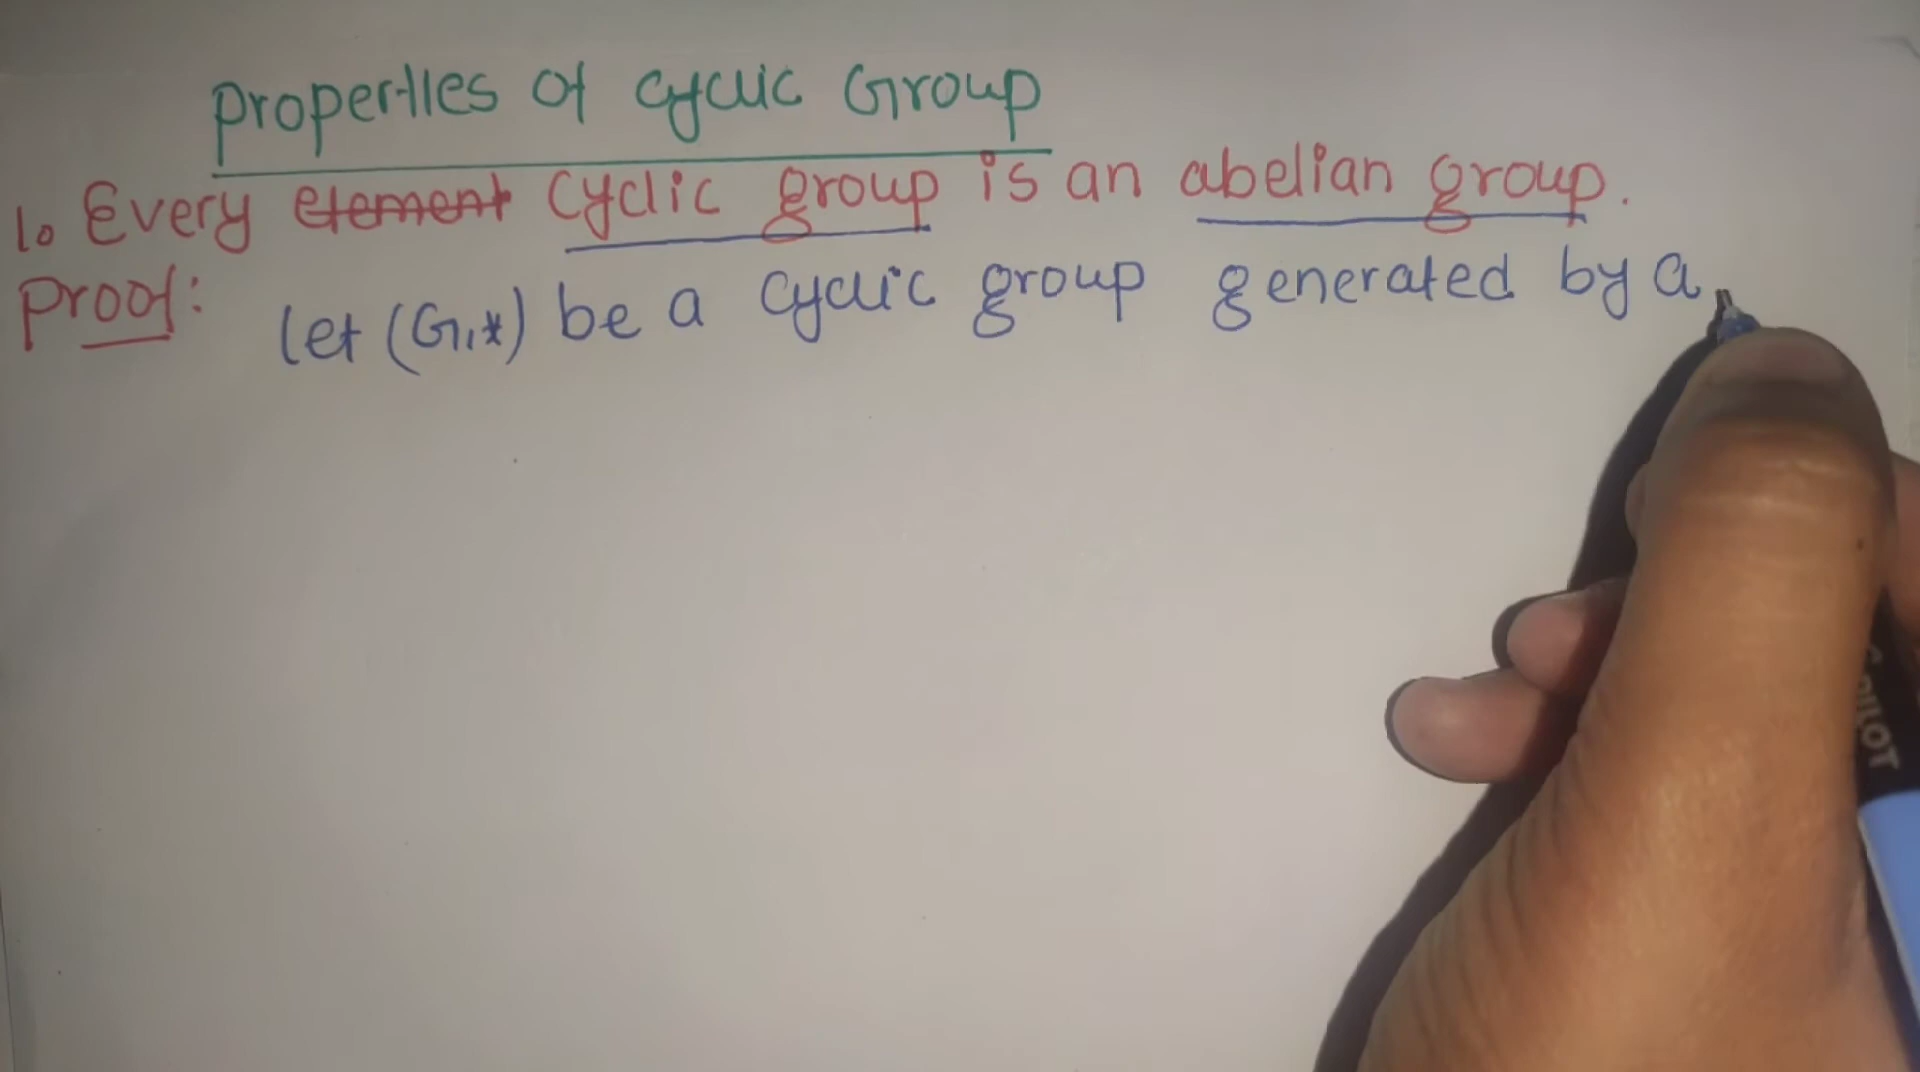 Properties of cyclic Group
1. Every element cyclic group is an abelian group.
Proof: let (G,*) be a cyclic group generated by a
PILOT